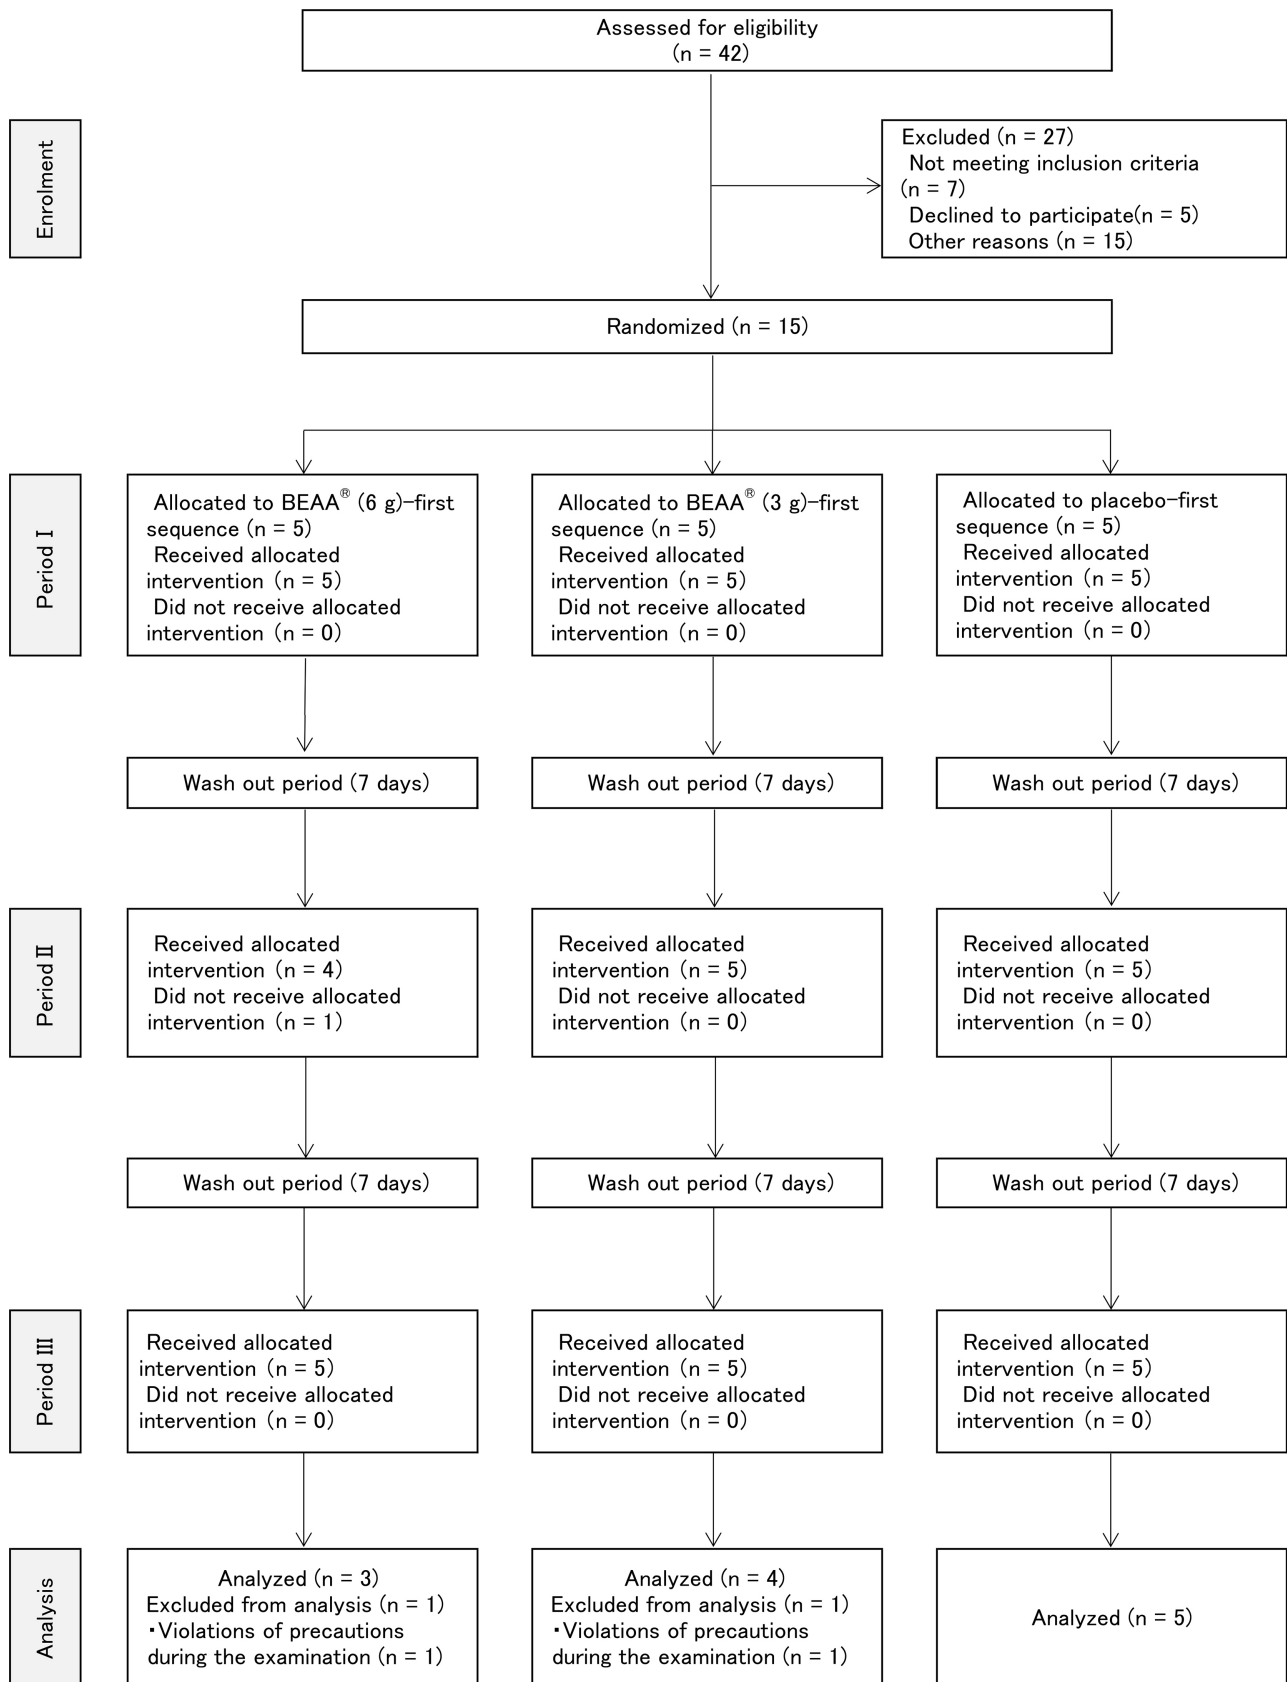 Assessed for eligibility
(n = 42)
Enrolment
Excluded (n = 27)
Not meeting inclusion criteria
(n = 7)
Declined to participate(n = 5)
Other reasons (n = 15)
Randomized (n = 15)
Period I
Allocated to BEAA® (6 g)-first
sequence (n = 5)
Received allocated
intervention (n = 5)
Did not receive allocated
intervention (n = 0)
Allocated to BEAA® (3 g)-first
sequence (n = 5)
Received allocated
intervention (n = 5)
Did not receive allocated
intervention (n = 0)
Allocated to placebo-first
sequence (n = 5)
Received allocated
intervention (n = 5)
Did not receive allocated
intervention (n = 0)
Wash out period (7 days)
Wash out period (7 days)
Wash out period (7 days)
Period II
Received allocated
intervention (n = 4)
Did not receive allocated
intervention (n = 1)
Received allocated
intervention (n = 5)
Did not receive allocated
intervention (n = 0)
Received allocated
intervention (n = 5)
Did not receive allocated
intervention (n = 0)
Wash out period (7 days)
Wash out period (7 days)
Wash out period (7 days)
Period III
Received allocated
intervention (n = 5)
Did not receive allocated
intervention (n = 0)
Received allocated
intervention (n = 5)
Did not receive allocated
intervention (n = 0)
Received allocated
intervention (n = 5)
Did not receive allocated
intervention (n = 0)
Analysis
Analyzed (n = 3)
Excluded from analysis (n = 1)
・Violations of precautions
during the examination (n = 1)
Analyzed (n = 4)
Excluded from analysis (n = 1)
・Violations of precautions
during the examination (n = 1)
Analyzed (n = 5)